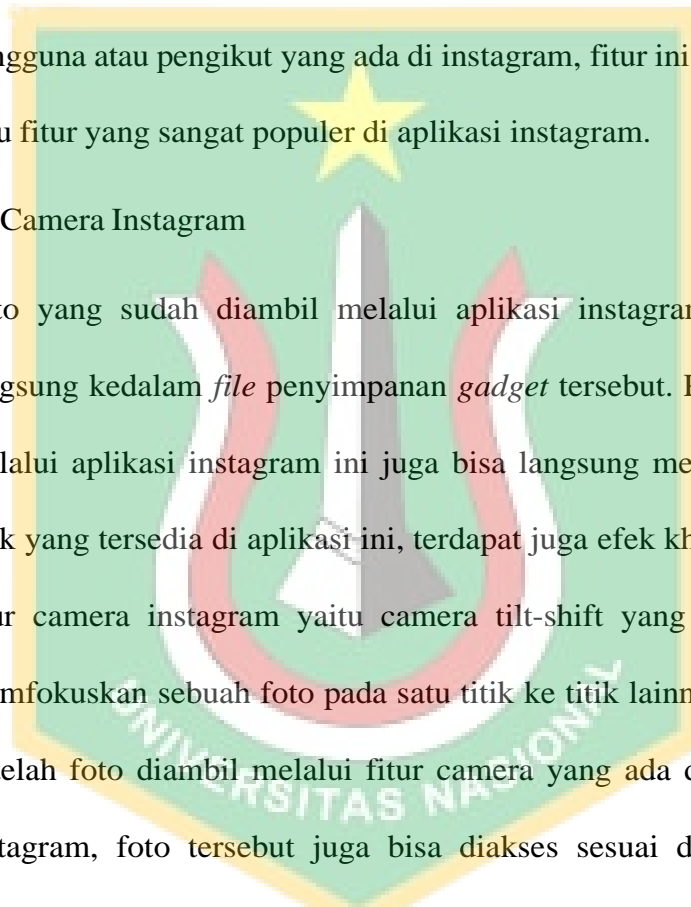 ngguna atau pengikut yang ada di instagram, fitur ini
u fitur yang sangat populer di aplikasi instagram.
Camera Instagram
to yang sudah diambil melalui aplikasi instagram
gsung kedalam file penyimpanan gadget tersebut.
lalui aplikasi instagram ini juga bisa langsung me
k yang tersedia di aplikasi ini, terdapat juga efek kh
ur camera instagram yaitu camera tilt-shift yang
mfokuskan sebuah foto pada satu titik ke titik lainn
UNIVERSITAS NASIONAL
elah foto diambil melalui fitur camera yang ada d
tagram, foto tersebut juga bisa diakses sesuai d